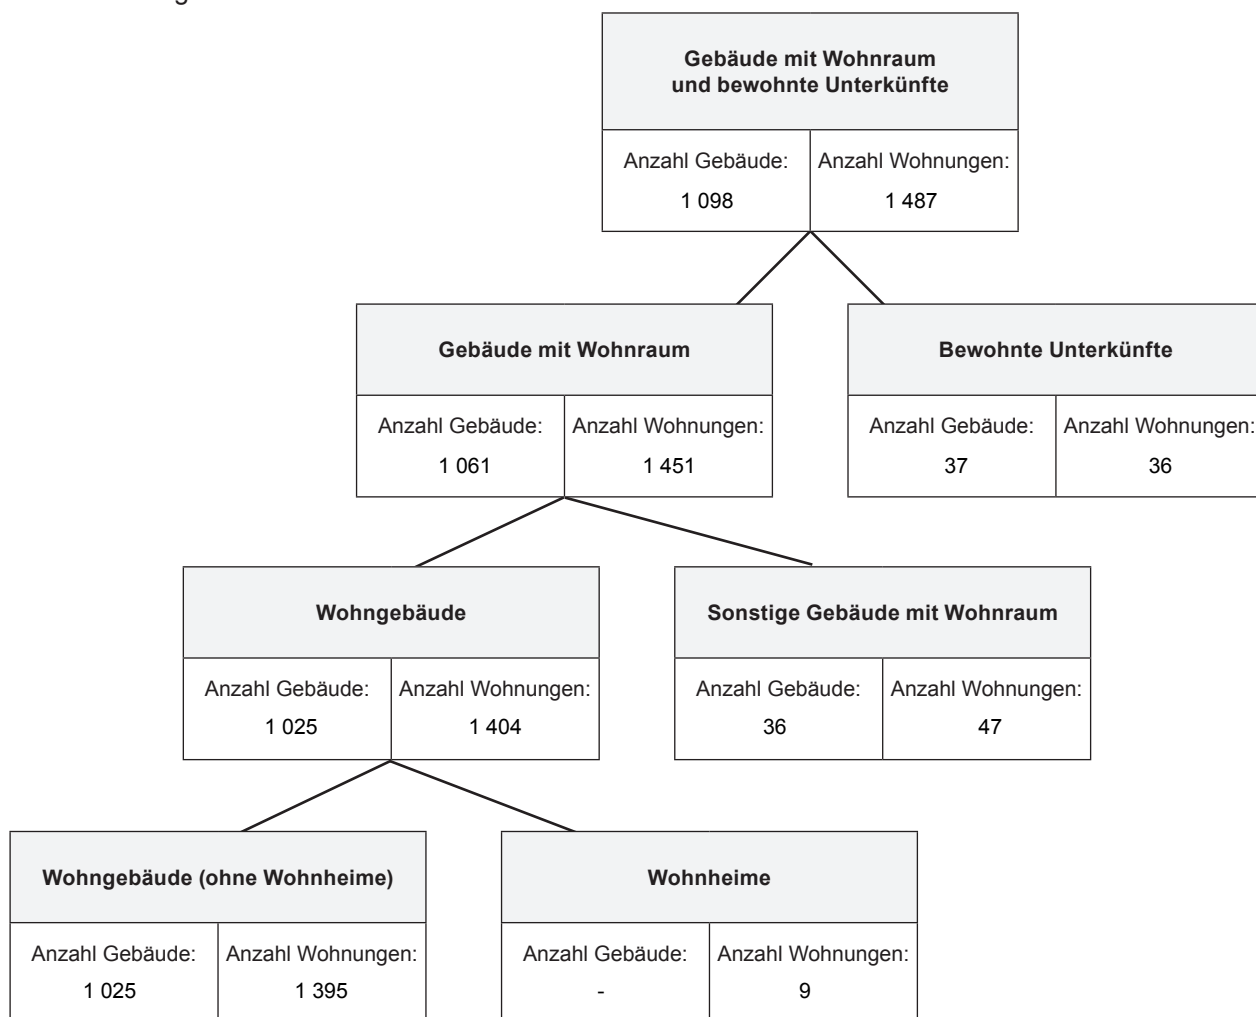 Gebäude mit Wohnraum
und bewohnte Unterkünfte
Anzahl Gebäude: Anzahl Wohnungen:
1 098 1 487
Gebäude mit Wohnraum Bewohnte Unterkünfte
Anzahl Gebäude: Anzahl Wohnungen: Anzahl Gebäude: Anzahl Wohnungen:
1 061 1 451 37 36
Wohngebäude Sonstige Gebäude mit Wohnraum
Anzahl Gebäude: Anzahl Wohnungen: Anzahl Gebäude: Anzahl Wohnungen:
1 025 1 404 36 47
Wohngebäude (ohne Wohnheime) Wohnheime
Anzahl Gebäude: Anzahl Wohnungen: Anzahl Gebäude: Anzahl Wohnungen:
1 025 1 395 - 9